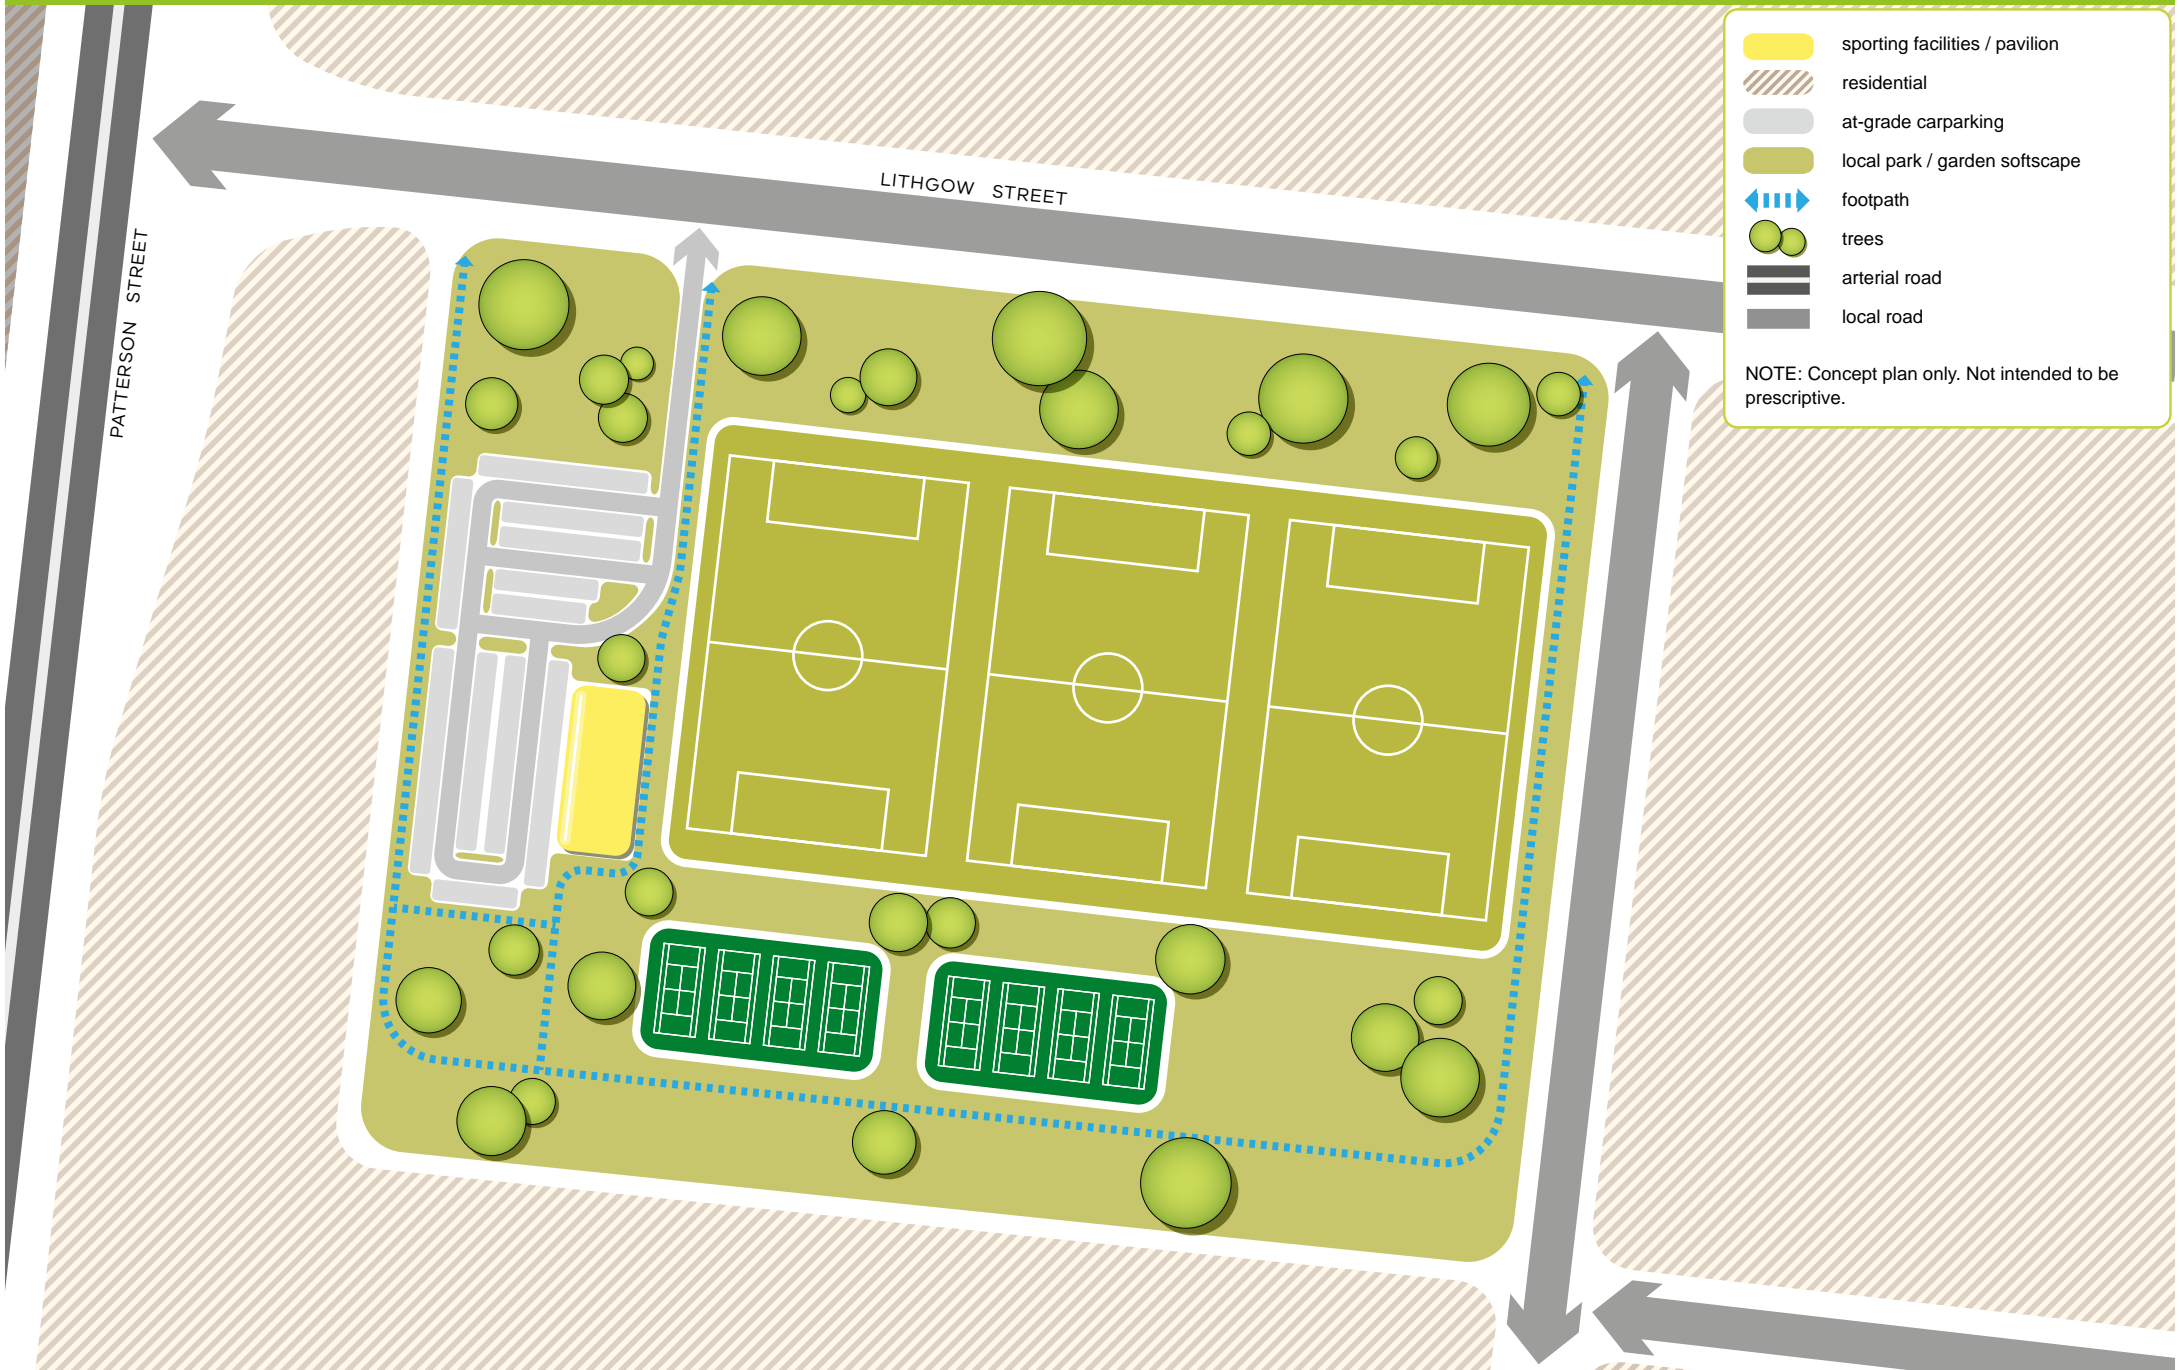 LITHGOW STREET
PATTERSON STREET
sporting facilities / pavilion
residential
at-grade carparking
local park / garden softscape
footpath
trees
arterial road
local road
NOTE: Concept plan only. Not intended to be
prescriptive.